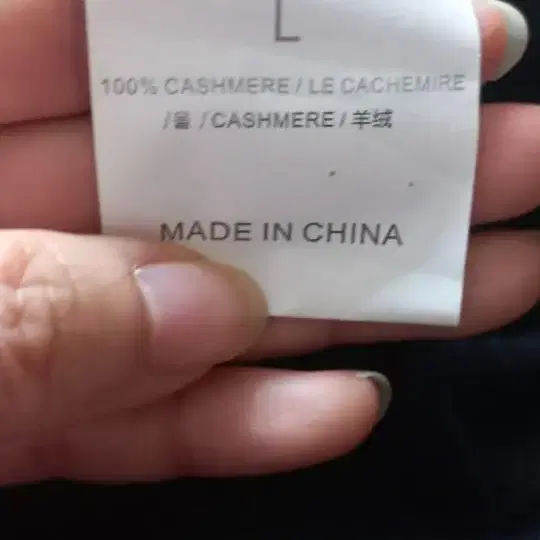 L
100% CASHMERE / LE CACHEMIRE
/울 / CASHMERE / 羊绒
MADE IN CHINA